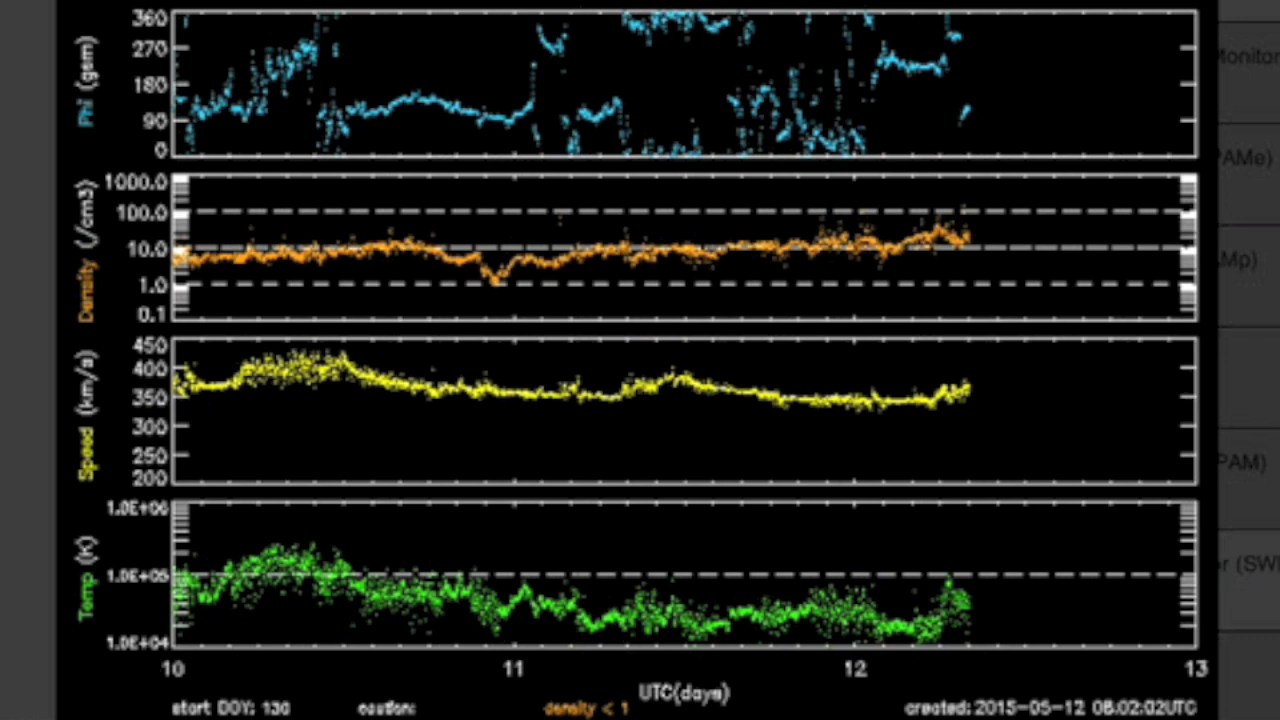 360
270
180
90
0
Phi (gsm)
Monitor
1000.0
100.0
10.0
1.0
0.1
Density (/cm3)
PAMe)
AMp)
450
400
350
300
250
200
Speed (km/s)
PAM)
1.0E+06
1.0E+05
1.0E+04
Temp (K)
r (SW
10 11 12 13
UTC(days)
start DOY: 130 caution: density < 1 created: 2015-05-12 08:02:02UTC